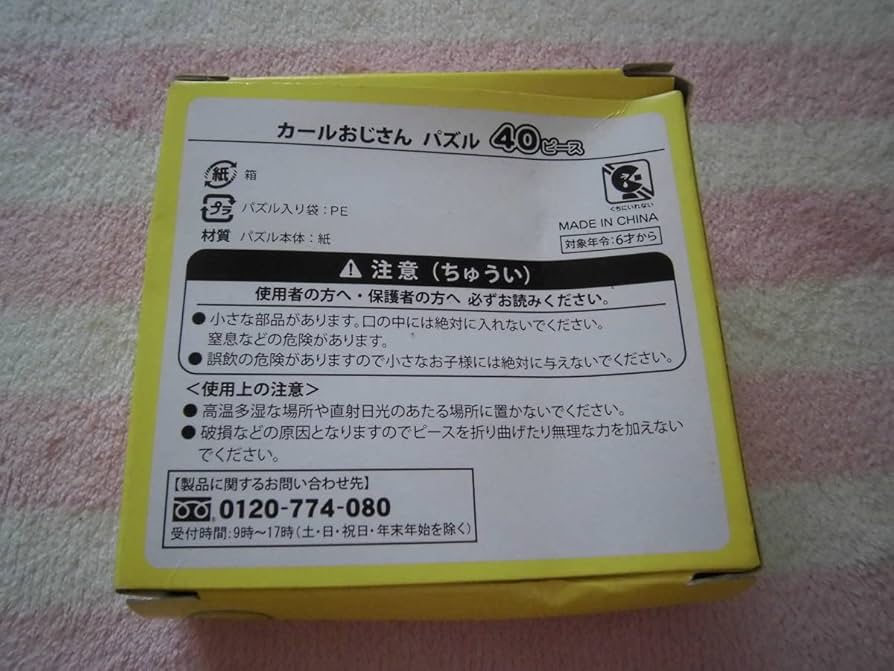 カールおじさん パズル 40ピース
紙 箱
プラ パズル入り袋：PE
材質 パズル本体：紙
くちにいれない
MADE IN CHINA
対象年令：6才から
注意（ちゅうい）
使用者の方へ・保護者の方へ 必ずお読みください。
●小さな部品があります。口の中には絶対に入れないでください。
窒息などの危険があります。
●誤飲の危険がありますので小さなお子様には絶対に与えないでください。
＜使用上の注意＞
●高温多湿な場所や直射日光のあたる場所に置かないでください。
●破損などの原因となりますのでピースを折り曲げたり無理な力を加えない
でください。
【製品に関するお問い合わせ先】
0120-774-080
受付時間：9時～17時（土・日・祝日・年末年始を除く）